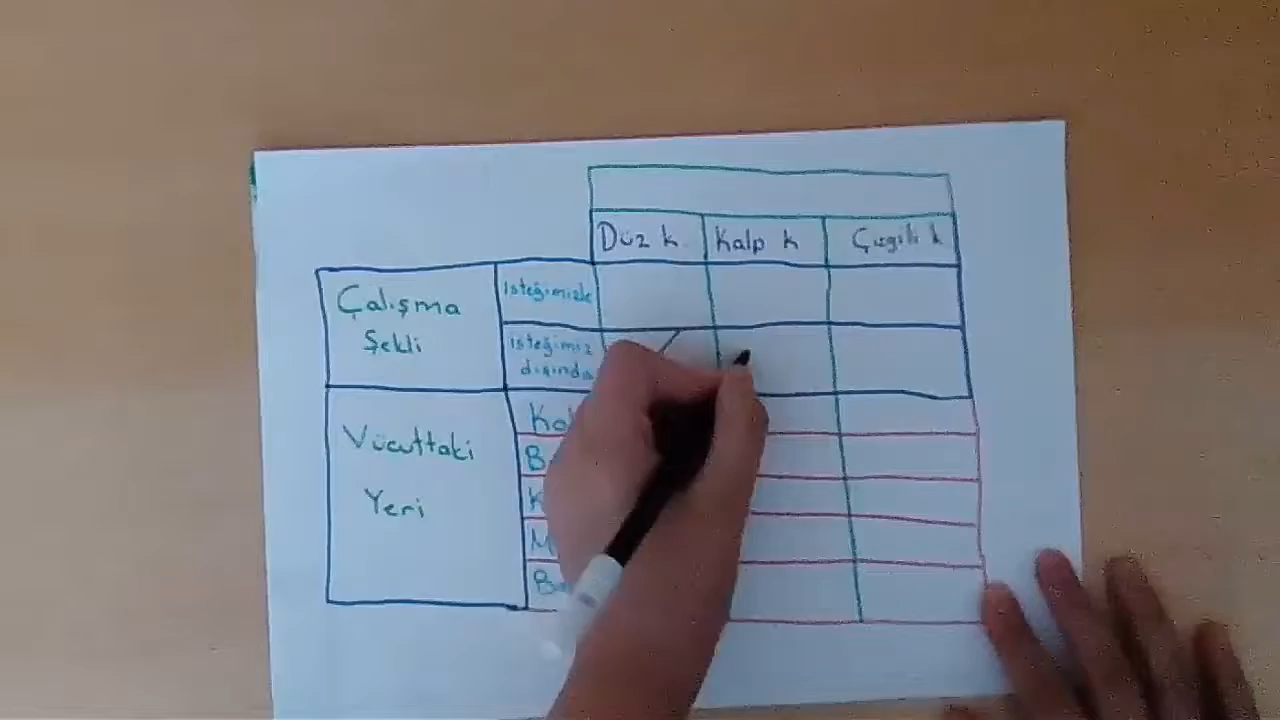 Düz k. Kalp k Çizgili k
Çalışma
Şekli
isteğimizle
isteğimiz
dışında
Vücuttaki
Yeri